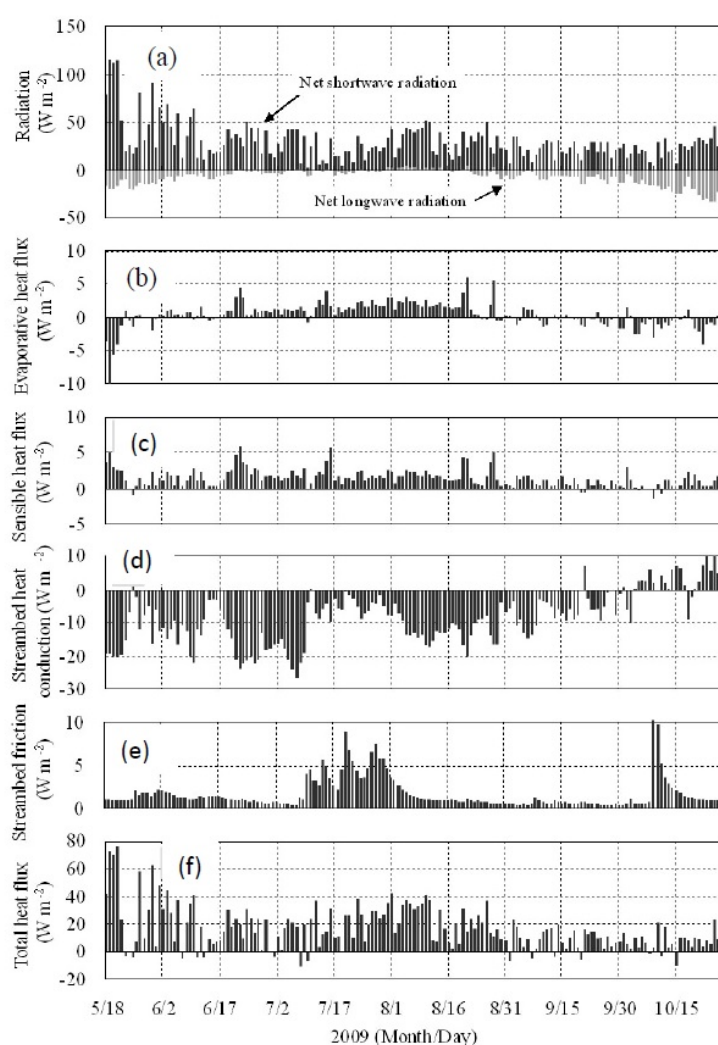 150
(a)
100
Net shortwave radiation
50
0
-50
Net longwave radiation
Radiation
(W m⁻²)
10
(b)
5
0
-5
-10
Evaporative heat flux
(W m⁻²)
10
(c)
5
0
-5
Sensible heat flux
(W m⁻²)
10
(d)
0
-10
-20
-30
Streambed heat
conduction (W m⁻²)
10
(e)
5
0
Streambed friction
(W m⁻²)
80
(f)
60
40
20
0
-20
Total heat flux
(W m⁻²)
5/18 6/2 6/17 7/2 7/17 8/1 8/16 8/31 9/15 9/30 10/15
2009 (Month/Day)